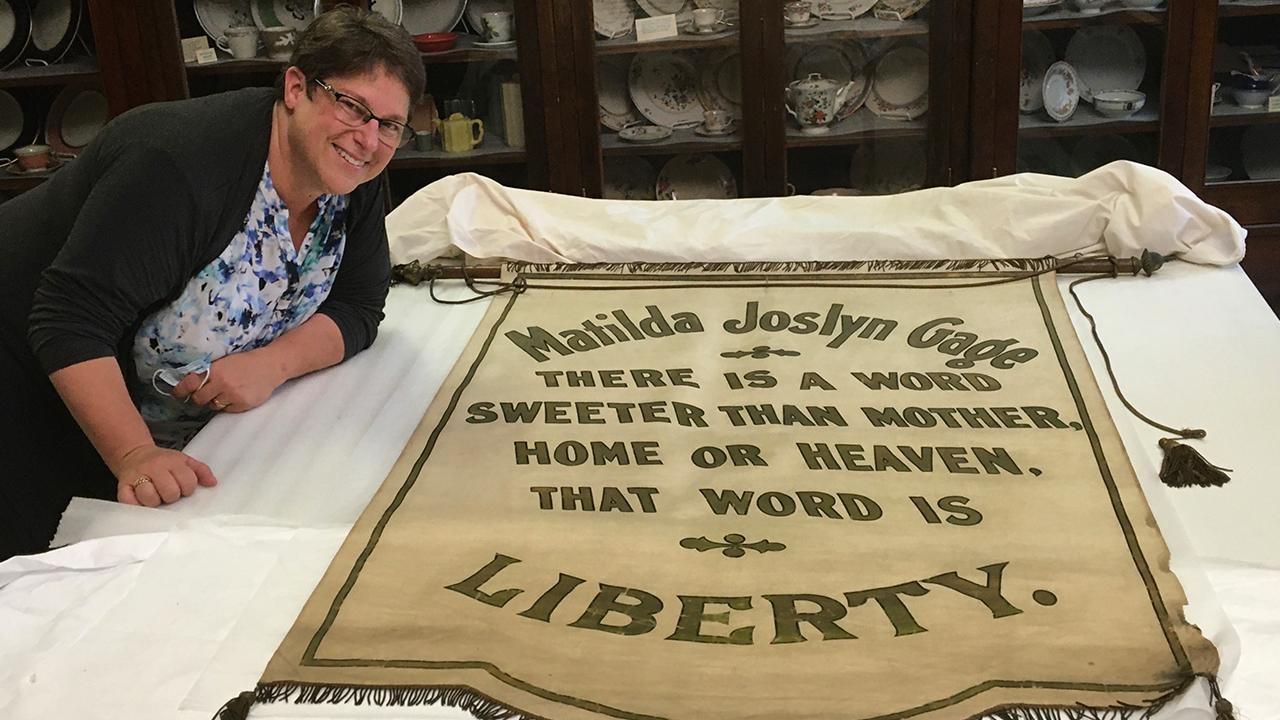 Matilda Joslyn Gage
THERE IS A WORD
SWEETER THAN MOTHER,
HOME OR HEAVEN,
THAT WORD IS
LIBERTY.